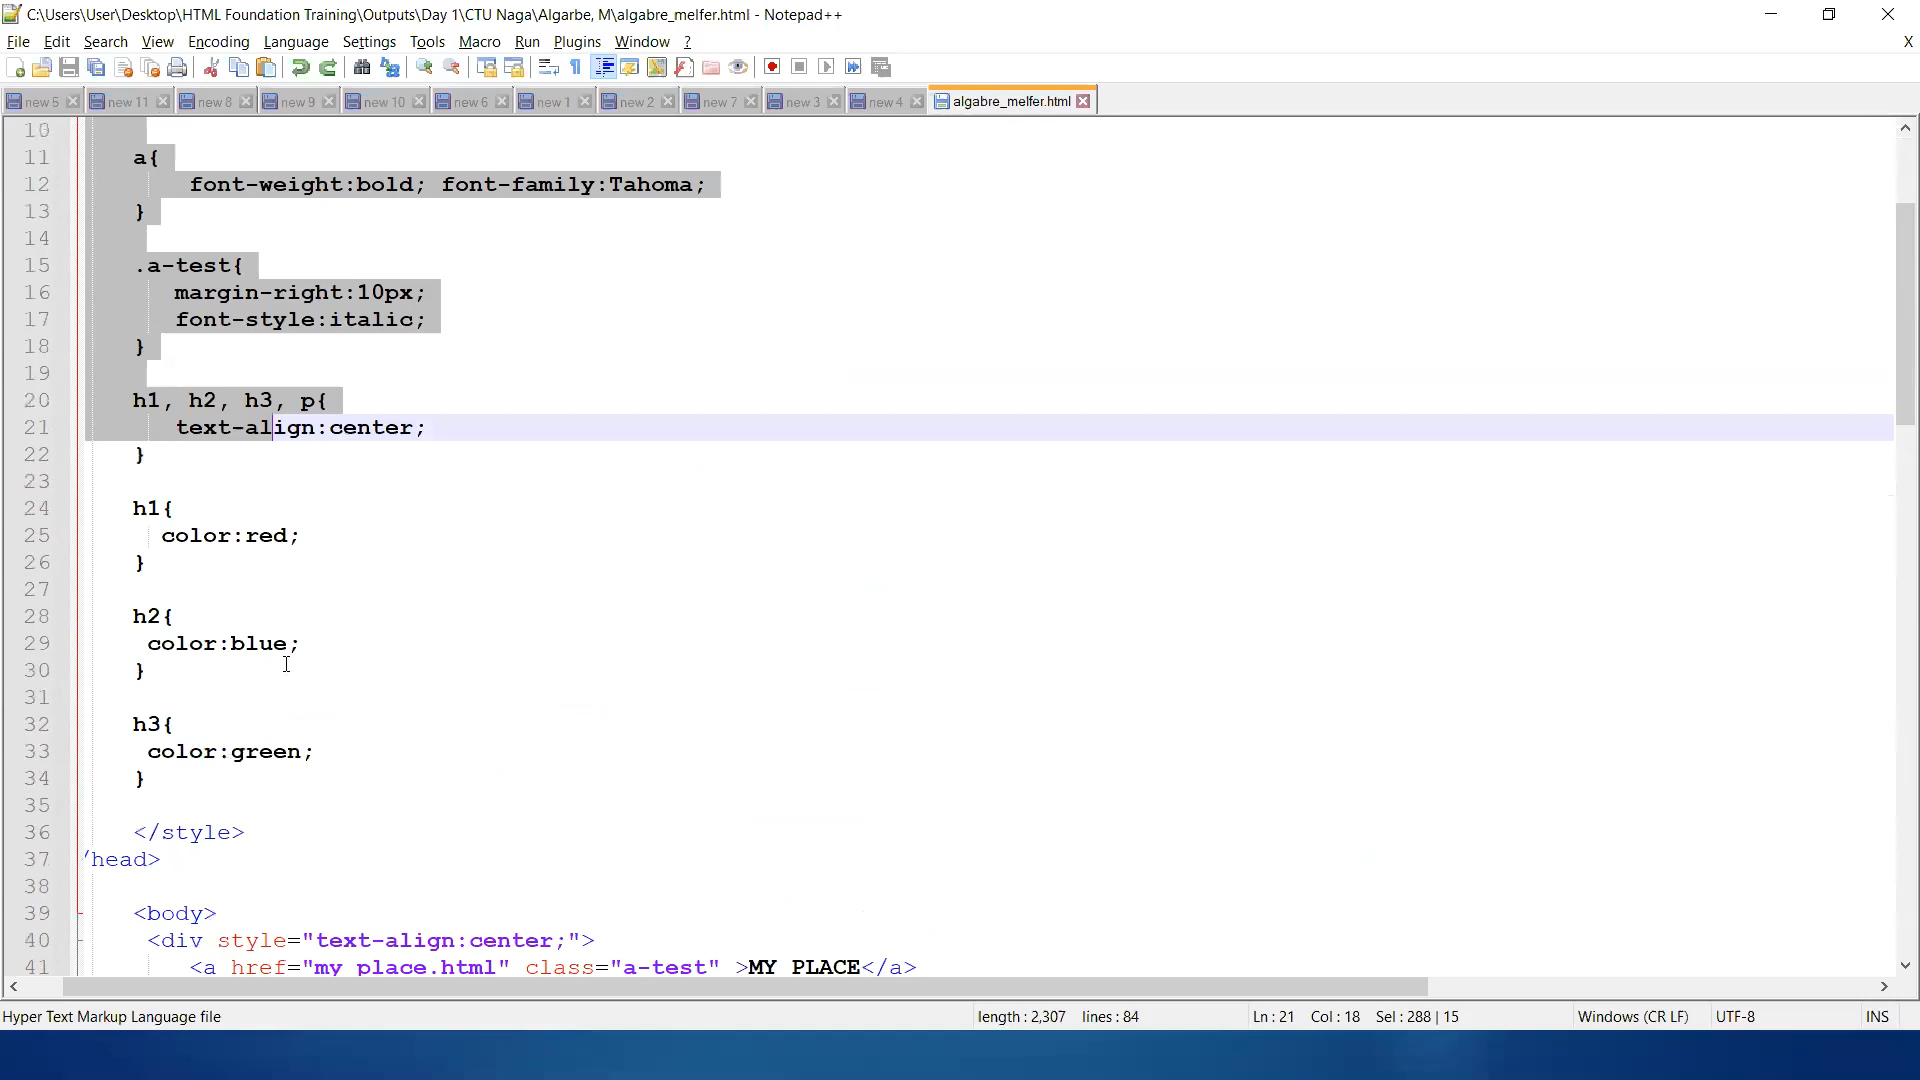 C:\Users\User\Desktop\HTML Foundation Training\Outputs\Day 1\CTU Naga\Algarbe, M\algabre_melfer.html - Notepad++
File Edit Search View Encoding Language Settings Tools Macro Run Plugins Window ? X
new 5 new 11 new 8 new 9 new 10 new 6 new 1 new 2 new 7 new 3 new 4 algabre_melfer.html
10
11 a{
12 font-weight:bold; font-family:Tahoma;
13 }
14
15 .a-test{
16 margin-right:10px;
17 font-style:italic;
18 }
19
20 h1, h2, h3, p{
21 text-align:center;
22 }
23
24 h1{
25 color:red;
26 }
27
28 h2{
29 color:blue;
30 }
31
32 h3{
33 color:green;
34 }
35
36 </style>
37 /head>
38
39 <body>
40 <div style="text-align:center;">
41 <a href="my_place.html" class="a-test" >MY PLACE</a>
Hyper Text Markup Language file length : 2,307 lines : 84 Ln : 21 Col : 18 Sel : 288 | 15 Windows (CR LF) UTF-8 INS